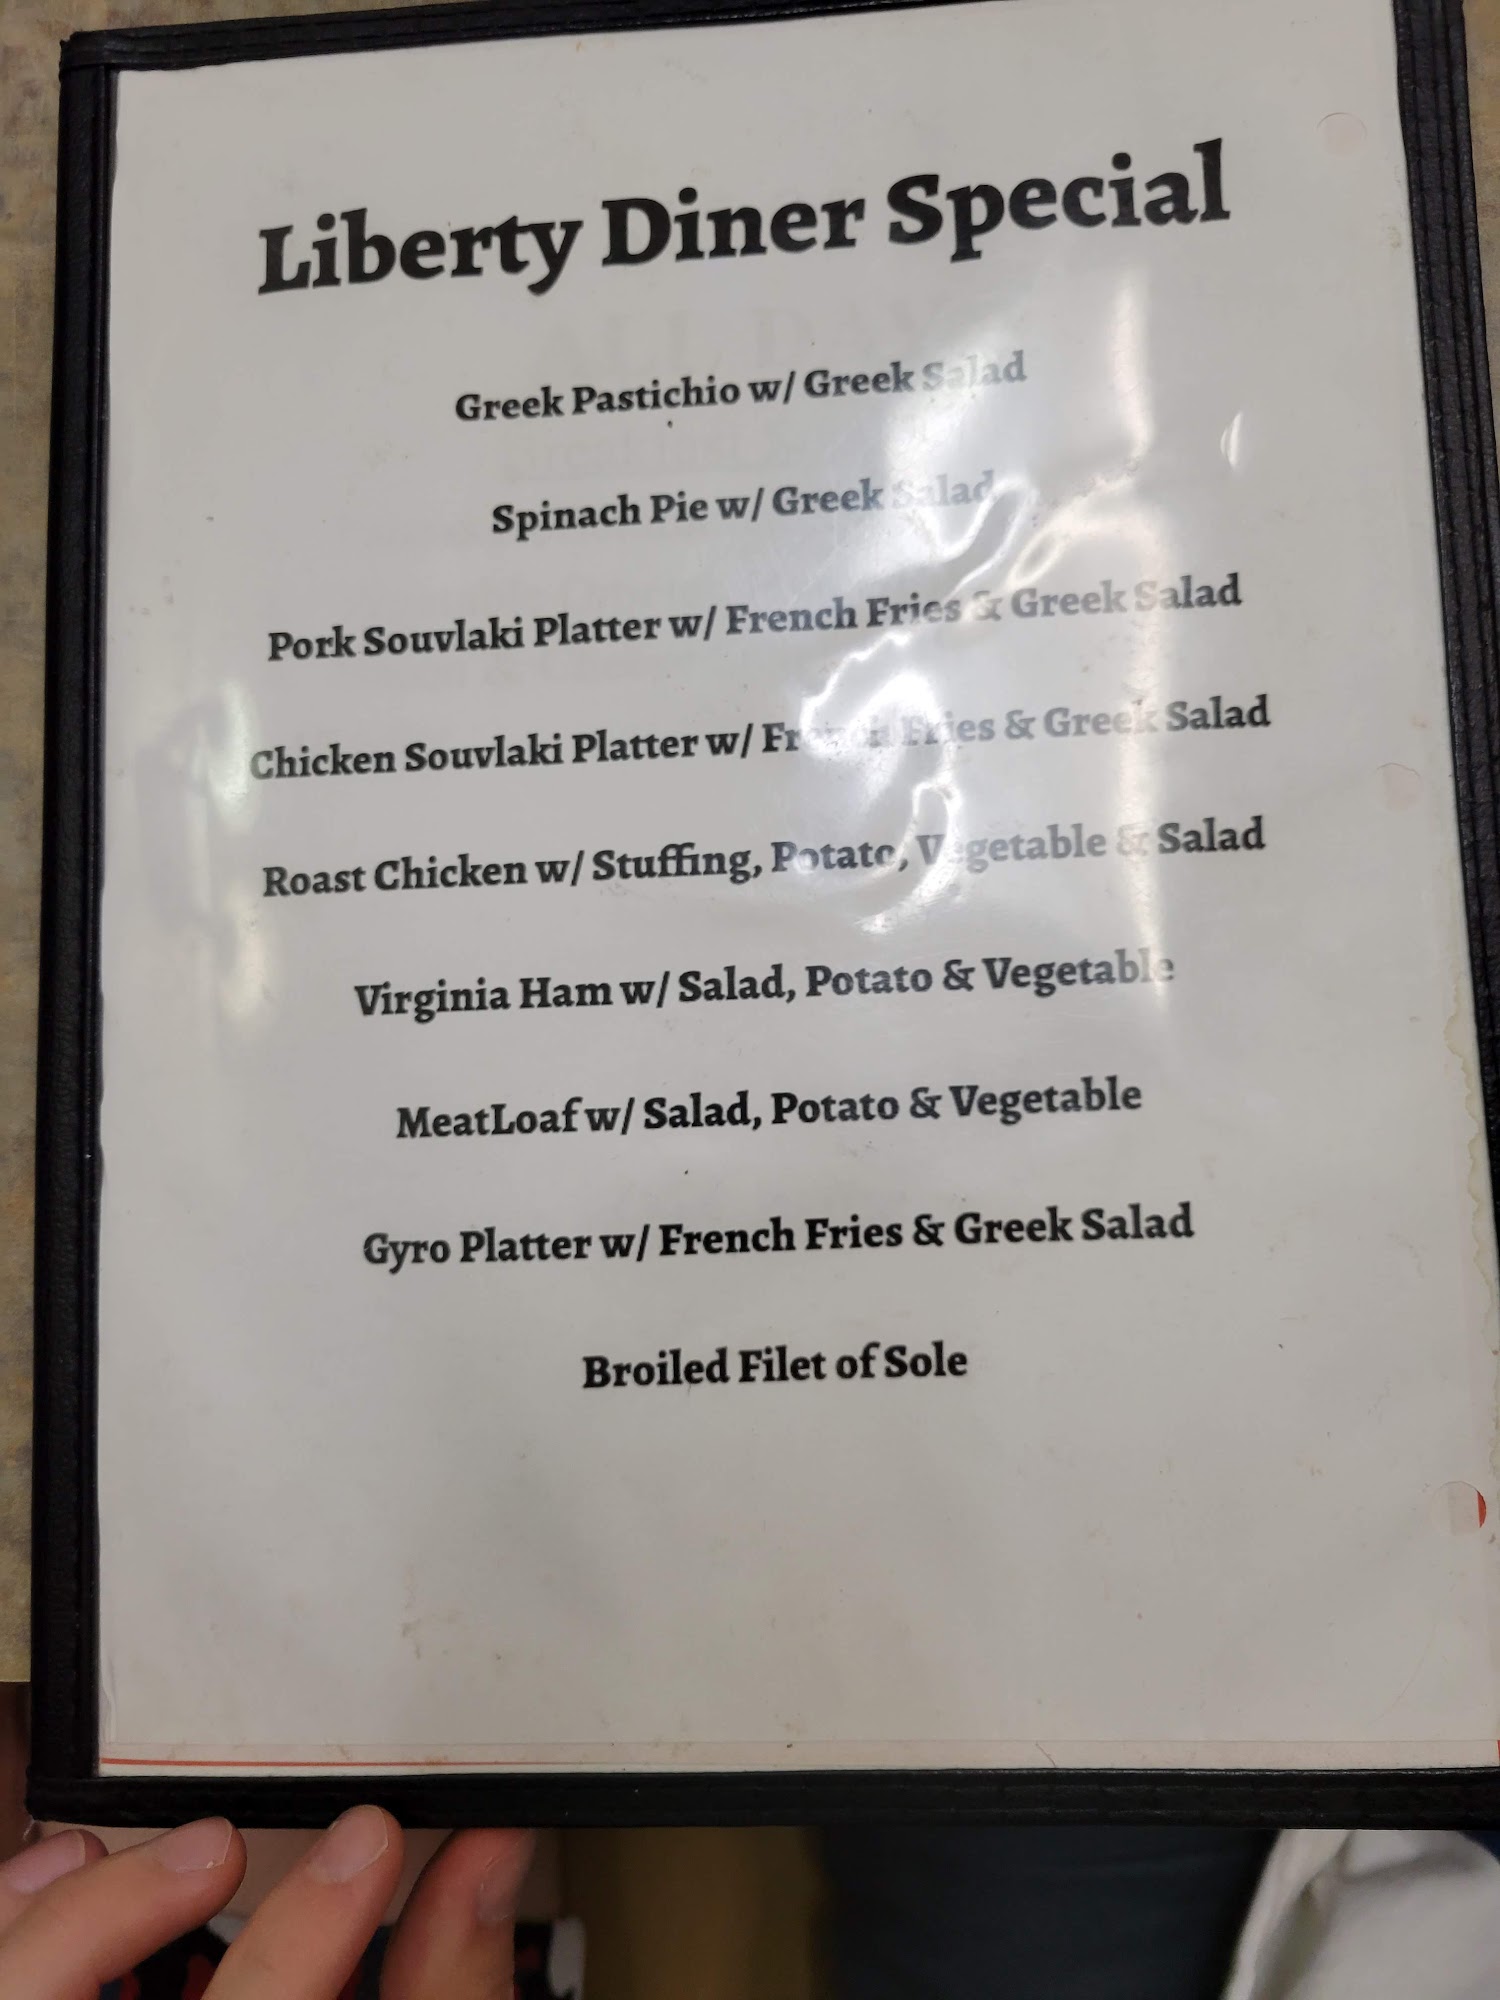 Liberty Diner Special
Greek Pastichio w/ Greek Salad
Spinach Pie w/ Greek Salad
Pork Souvlaki Platter w/ French Fries & Greek Salad
Chicken Souvlaki Platter w/ French Fries & Greek Salad
Roast Chicken w/ Stuffing, Potato, Vegetable & Salad
Virginia Ham w/ Salad, Potato & Vegetable
MeatLoaf w/ Salad, Potato & Vegetable
Gyro Platter w/ French Fries & Greek Salad
Broiled Filet of Sole